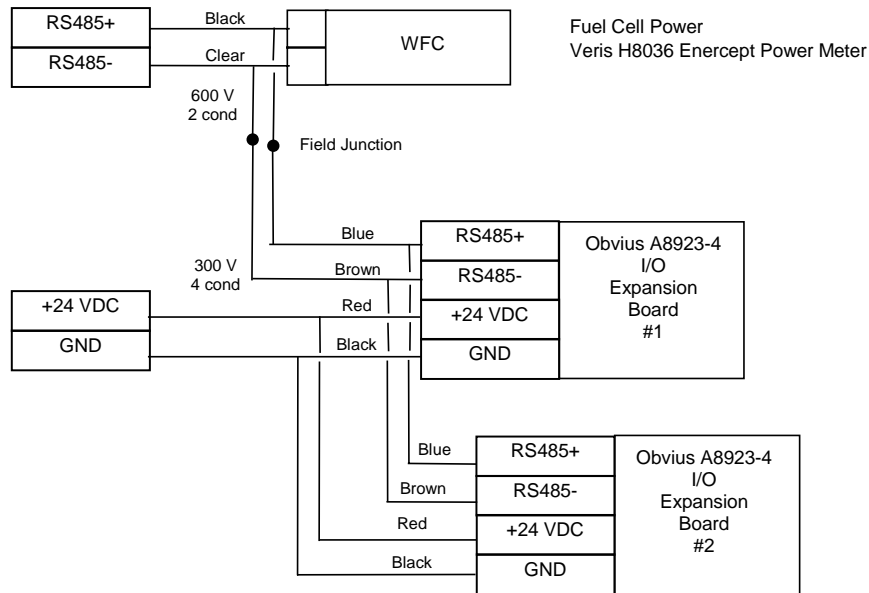 RS485+
Black
WFC
Fuel Cell Power
Veris H8036 Enercept Power Meter
RS485-
Clear
600 V
2 cond
Field Junction
Blue
RS485+
Obvius A8923-4
I/O
Expansion
Board
#1
300 V
4 cond
Brown
RS485-
+24 VDC
Red
+24 VDC
GND
Black
GND
Blue
RS485+
Obvius A8923-4
I/O
Expansion
Board
#2
Brown
RS485-
Red
+24 VDC
Black
GND